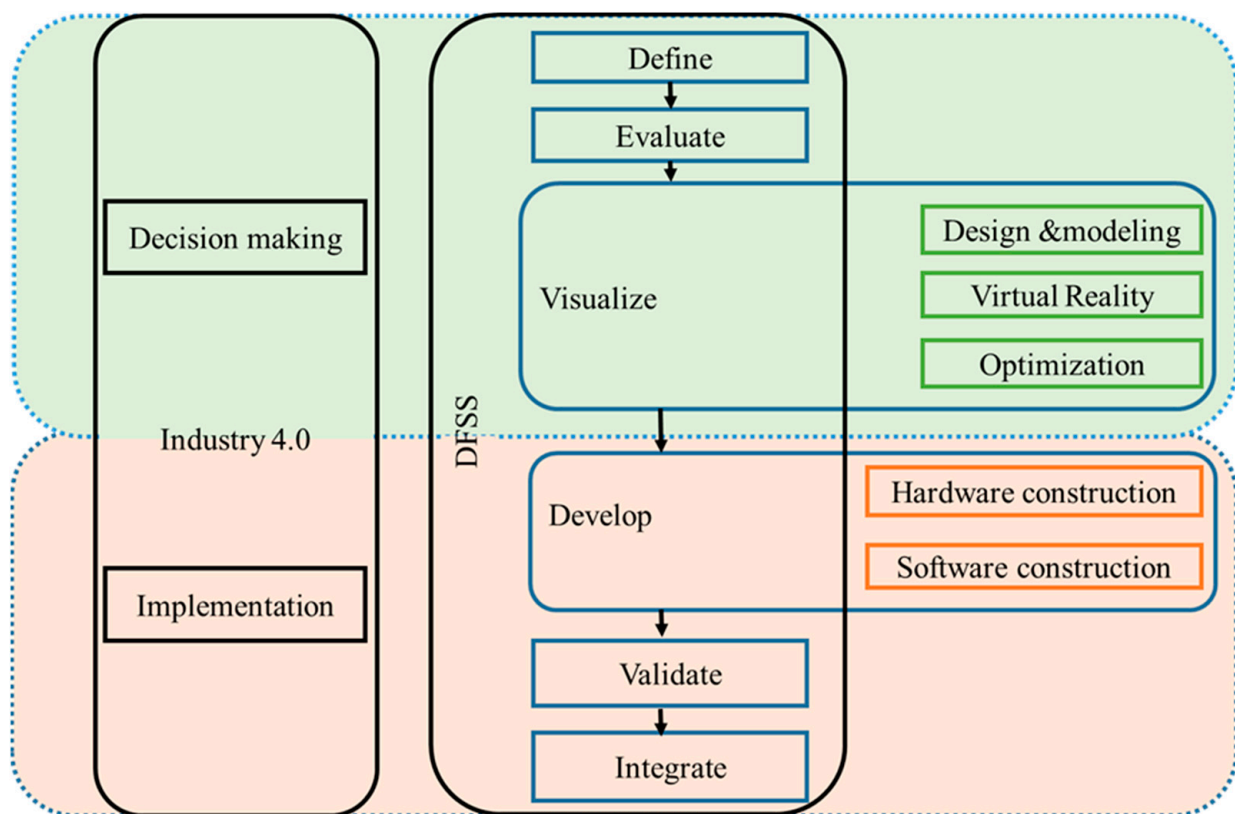 Define
Evaluate
Decision making
Visualize
Design &modeling
Virtual Reality
Optimization
Industry 4.0
DFSS
Develop
Hardware construction
Software construction
Implementation
Validate
Integrate